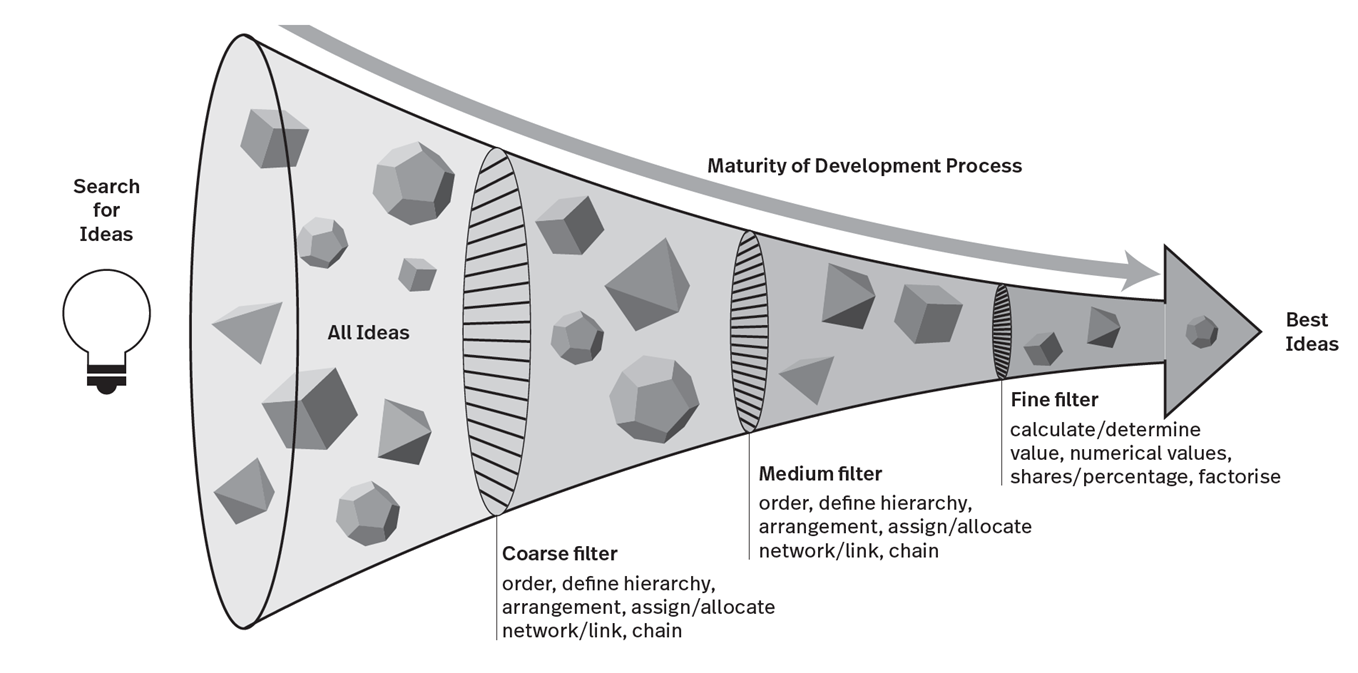 Search
for
Ideas
All Ideas
Maturity of Development Process
Best
Ideas
Coarse filter
order, define hierarchy,
arrangement, assign/allocate
network/link, chain
Medium filter
order, define hierarchy,
arrangement, assign/allocate
network/link, chain
Fine filter
calculate/determine
value, numerical values,
shares/percentage, factorise